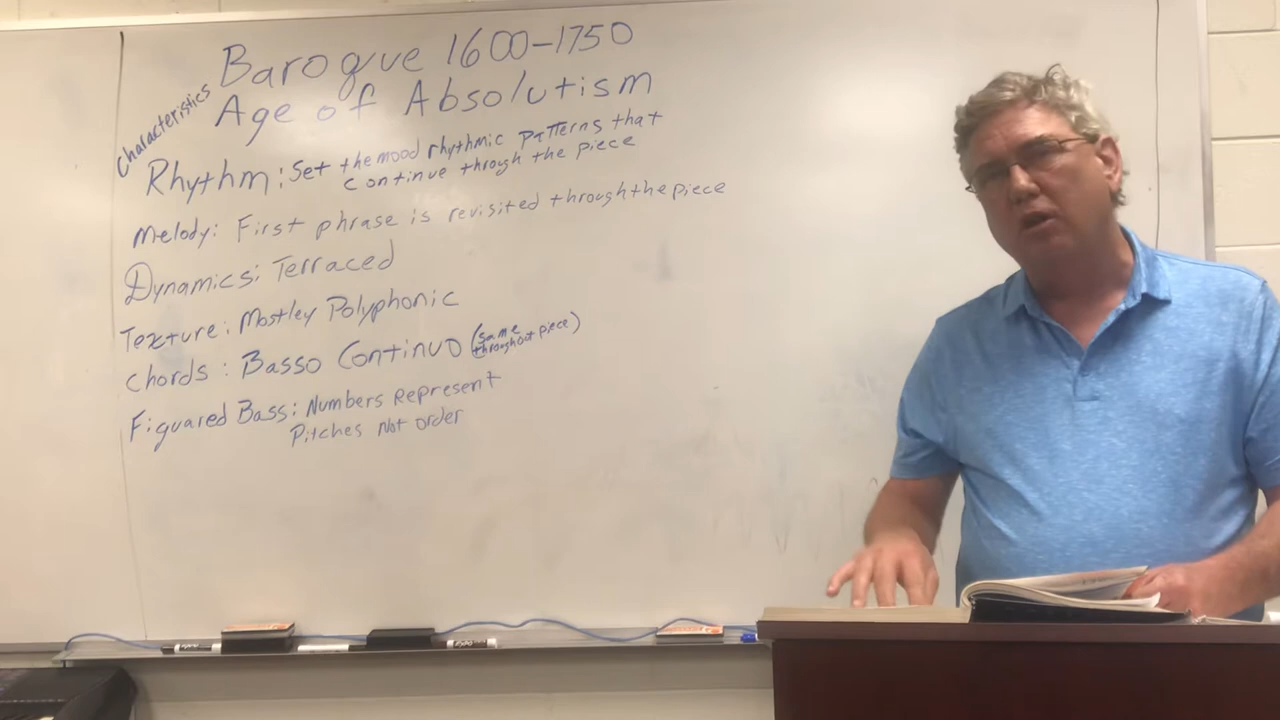 Baroque 1600-1750
Age of Absolutism
Characteristics
Rhythm: Set the mood rhythmic patterns that
continue through the piece
Melody: First phrase is revisited through the piece
Dynamics: Terraced
Texture: Mostley Polyphonic
Chords: Basso Continuo (same
throughout piece)
Figuared Bass: Numbers Represent
Pitches Not order